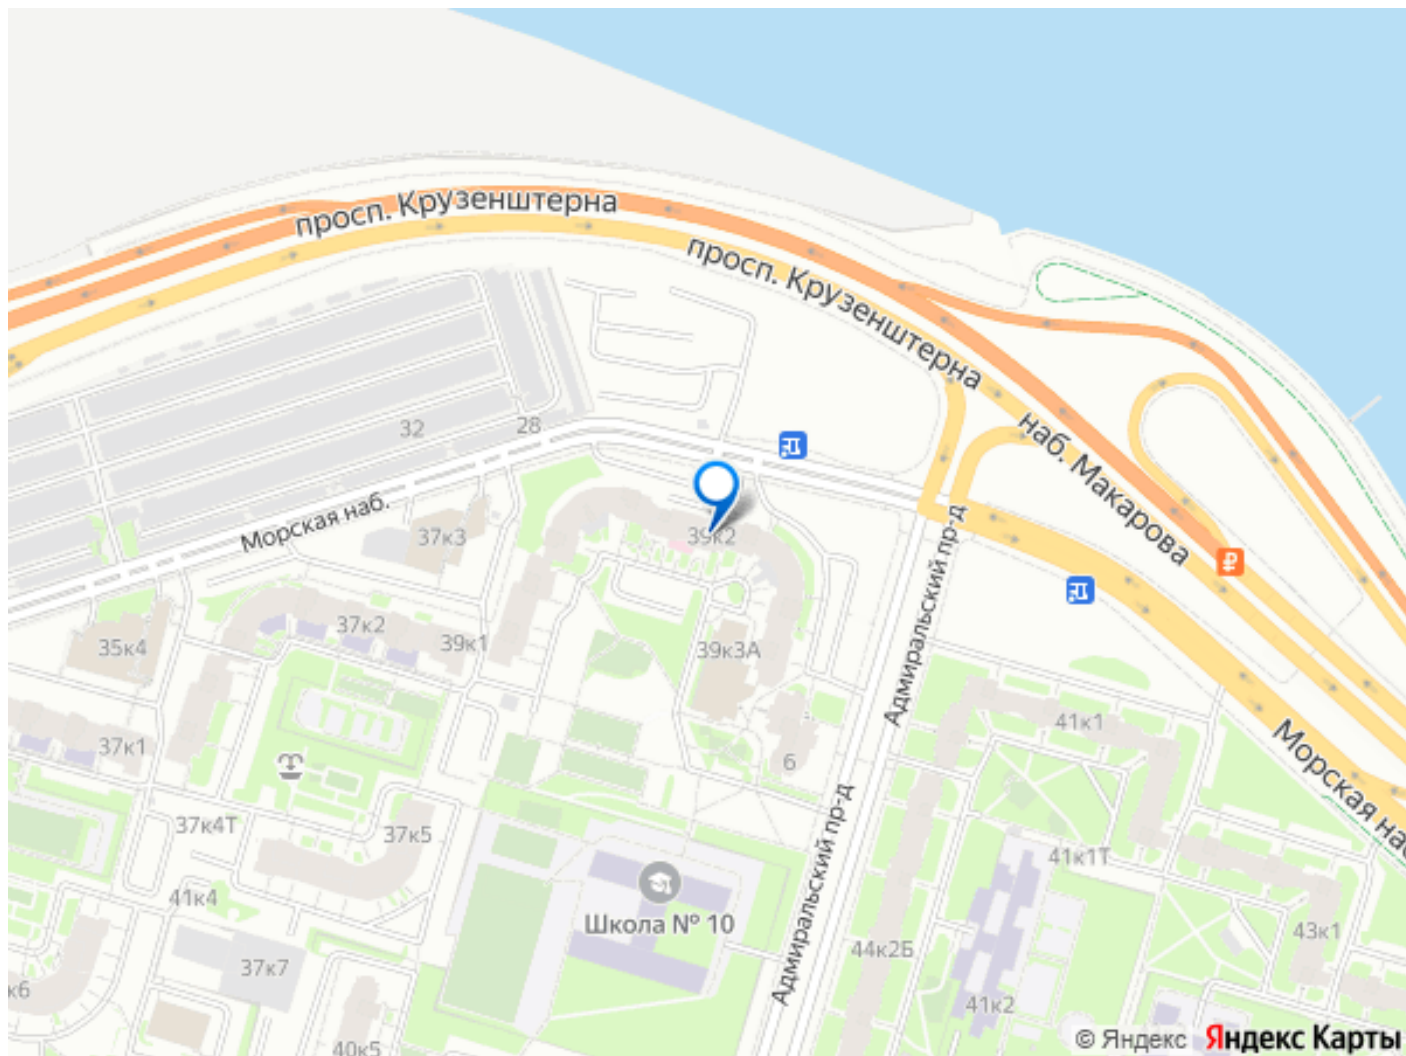 просп. Крузенштерна
просп. Крузенштерна
наб. Макарова
32
28
Морская наб.
37к3
39к2
Адмиральский пр-д
35к4
37к2
39к1
39к3А
41к1
Морская наб
37к1
6
37к4Т
37к5
Адмиральский пр-д
41к1Т
41к4
Школа № 10
43к1
37к7
44к2Б
к6
41к2
40к5
© Яндекс Яндекс Карты